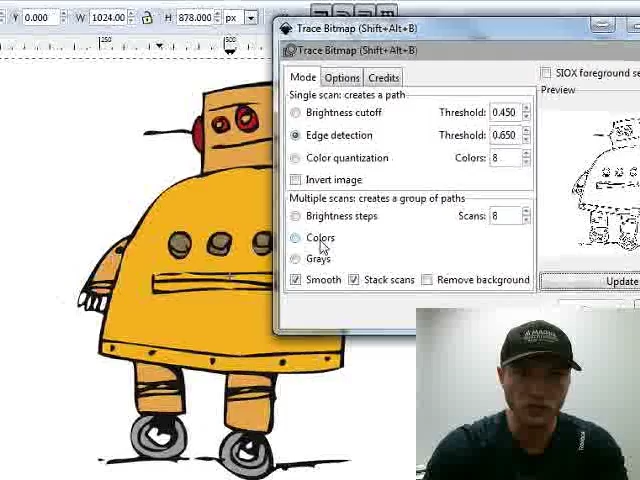 Y 0.000 W 1024.00 H 878.000 px
250 500
Trace Bitmap (Shift+Alt+B)
Trace Bitmap (Shift+Alt+B)
Mode Options Credits
SIOX foreground se
Preview
Single scan: creates a path
Brightness cutoff Threshold: 0.450
Edge detection Threshold: 0.650
Color quantization Colors: 8
Invert image
Multiple scans: creates a group of paths
Brightness steps Scans: 8
Colors
Grays
Smooth Stack scans Remove background
Update